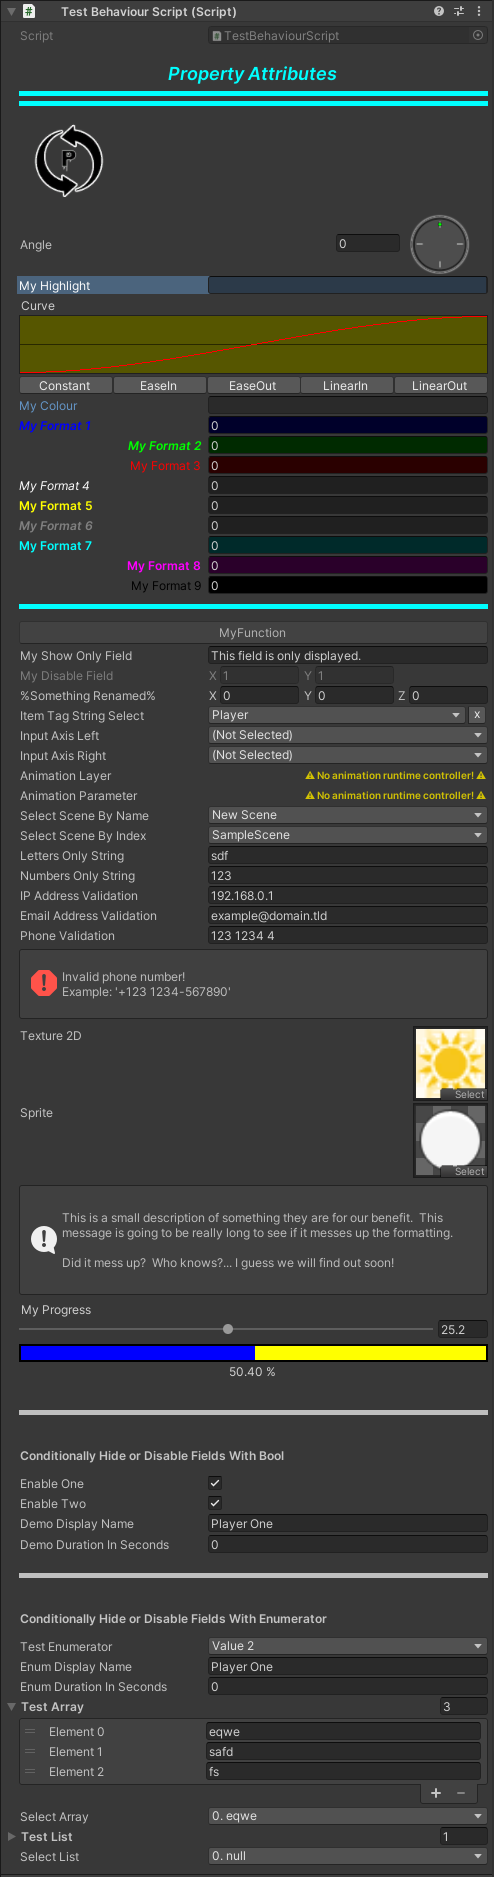 Test Behaviour Script (Script)
Script TestBehaviourScript
Property Attributes
P
Angle 0
My Highlight
Curve
Constant EaseIn EaseOut LinearIn LinearOut
My Colour
My Format 1 0
My Format 2 0
My Format 3 0
My Format 4 0
My Format 5 0
My Format 6 0
My Format 7 0
My Format 8 0
My Format 9 0
MyFunction
My Show Only Field This field is only displayed.
My Disable Field X 1 Y 1
%Something Renamed% X 0 Y 0 Z 0
Item Tag String Select Player x
Input Axis Left (Not Selected)
Input Axis Right (Not Selected)
Animation Layer ⚠ No animation runtime controller! ⚠
Animation Parameter ⚠ No animation runtime controller! ⚠
Select Scene By Name New Scene
Select Scene By Index SampleScene
Letters Only String sdf
Numbers Only String 123
IP Address Validation 192.168.0.1
Email Address Validation example@domain.tld
Phone Validation 123 1234 4
Invalid phone number!
Example: '+123 1234-567890'
Texture 2D
Select
Sprite
Select
This is a small description of something they are for our benefit.  This
message is going to be really long to see if it messes up the formatting.
Did it mess up?  Who knows?... I guess we will find out soon!
My Progress
25.2
50.40 %
Conditionally Hide or Disable Fields With Bool
Enable One
Enable Two
Demo Display Name Player One
Demo Duration In Seconds 0
Conditionally Hide or Disable Fields With Enumerator
Test Enumerator Value 2
Enum Display Name Player One
Enum Duration In Seconds 0
Test Array 3
Element 0 eqwe
Element 1 safd
Element 2 fs
+ −
Select Array 0. eqwe
Test List 1
Select List 0. null